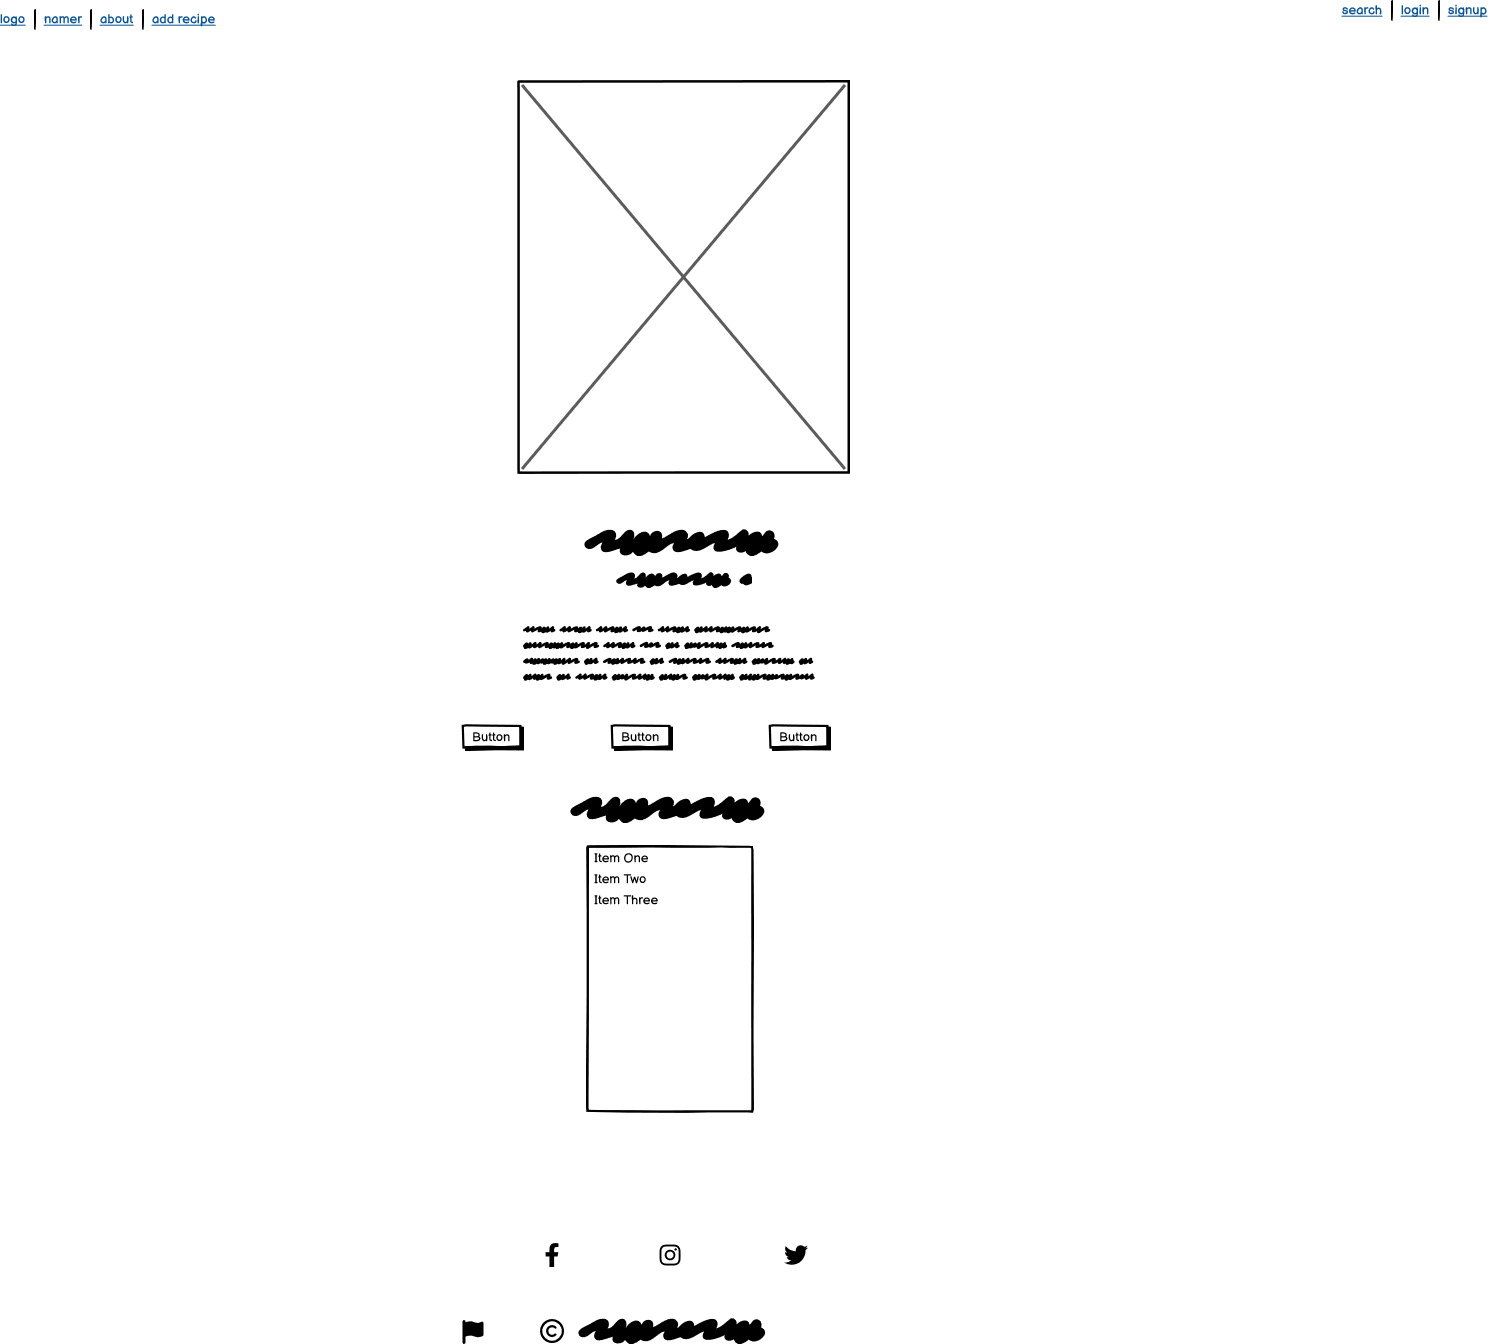 logo | namer | about | add recipe
search | login | signup
Button Button Button
Item One
Item Two
Item Three
©